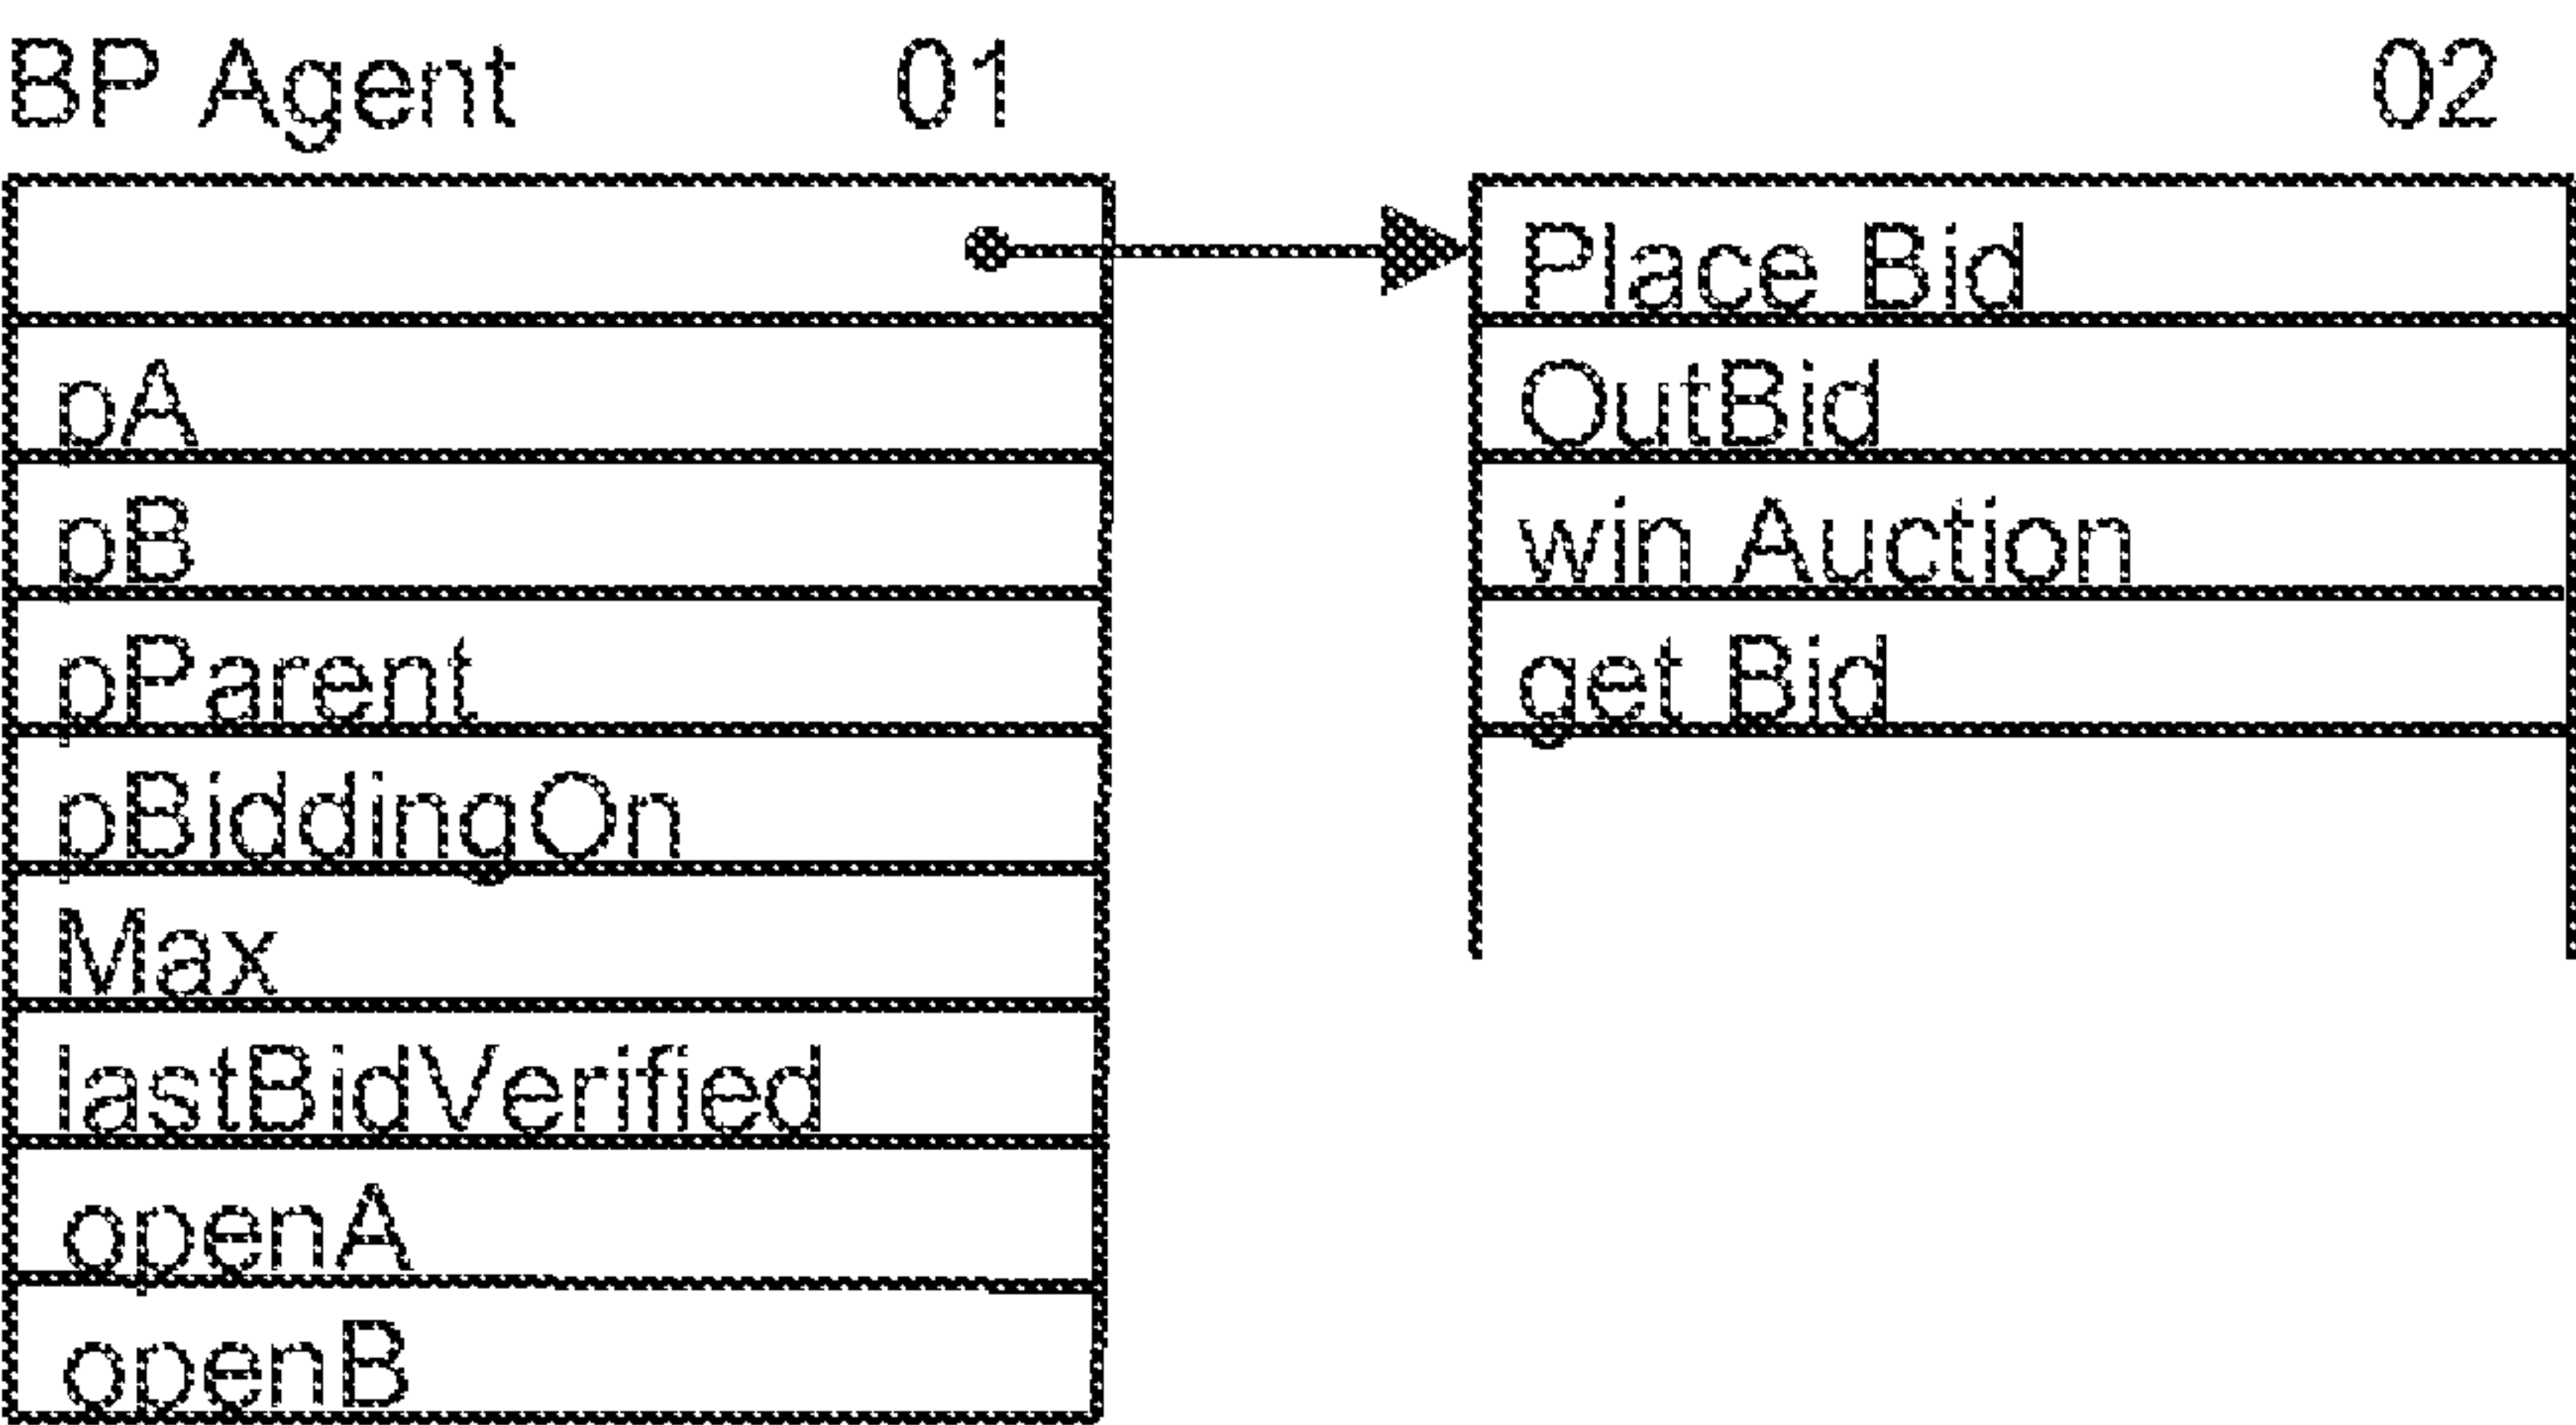 BP Agent 01
pA
pB
pParent
pBiddingOn
Max
lastBidVerified
openA
openB
02
Place Bid
OutBid
win Auction
get Bid